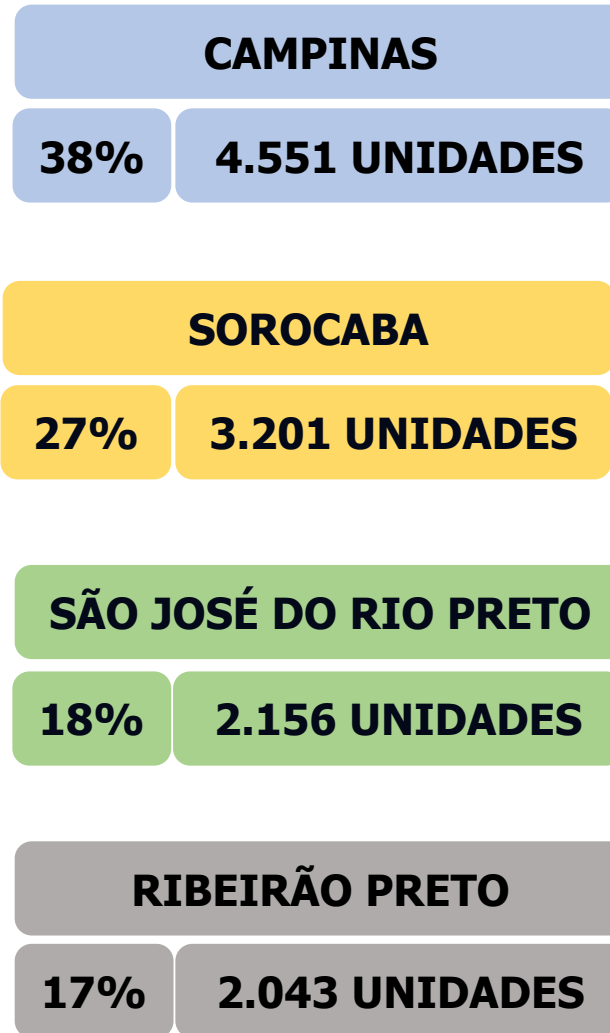 CAMPINAS
38% 4.551 UNIDADES
SOROCABA
27% 3.201 UNIDADES
SÃO JOSÉ DO RIO PRETO
18% 2.156 UNIDADES
RIBEIRÃO PRETO
17% 2.043 UNIDADES